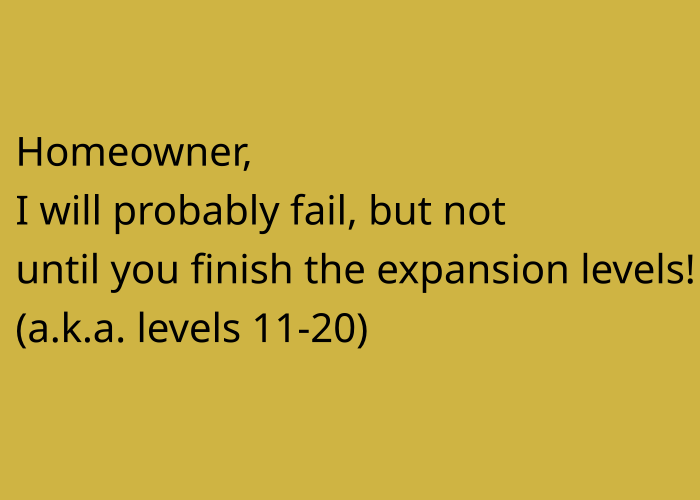 Homeowner,
I will probably fail, but not
until you finish the expansion levels!
(a.k.a. levels 11-20)